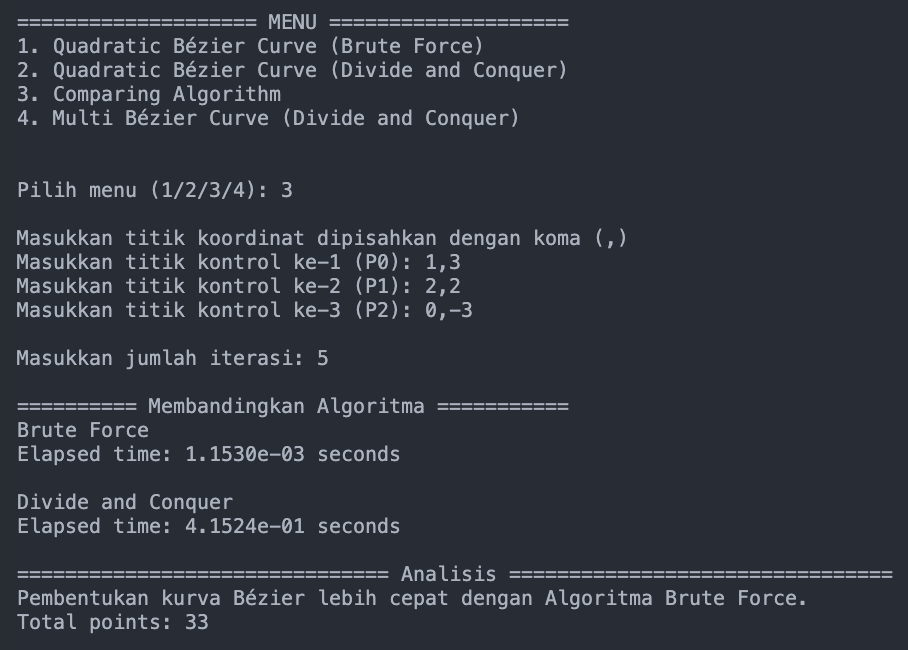 ==================== MENU ====================
1. Quadratic Bézier Curve (Brute Force)
2. Quadratic Bézier Curve (Divide and Conquer)
3. Comparing Algorithm
4. Multi Bézier Curve (Divide and Conquer)
Pilih menu (1/2/3/4): 3
Masukkan titik koordinat dipisahkan dengan koma (,)
Masukkan titik kontrol ke-1 (P0): 1,3
Masukkan titik kontrol ke-2 (P1): 2,2
Masukkan titik kontrol ke-3 (P2): 0,-3
Masukkan jumlah iterasi: 5
========== Membandingkan Algoritma ===========
Brute Force
Elapsed time: 1.1530e-03 seconds
Divide and Conquer
Elapsed time: 4.1524e-01 seconds
=============================== Analisis ================================
Pembentukan kurva Bézier lebih cepat dengan Algoritma Brute Force.
Total points: 33